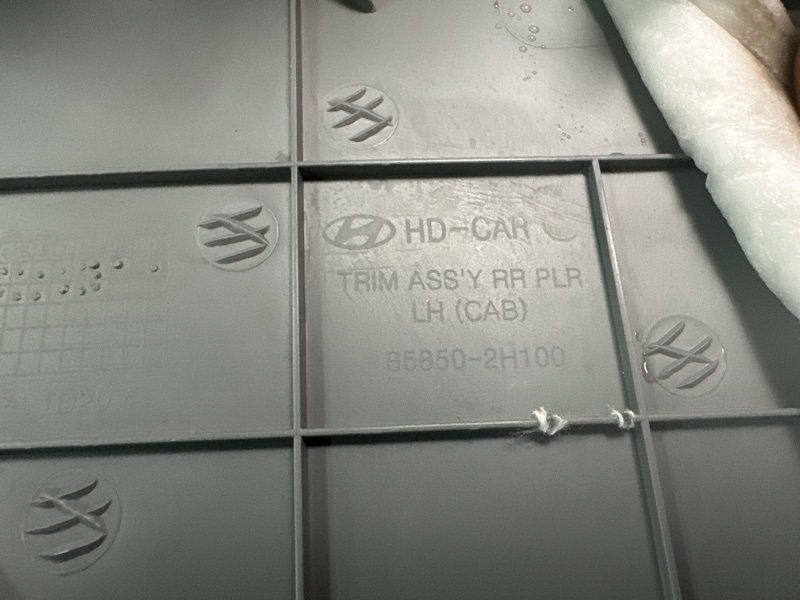 HD-CAR
TRIM ASS'Y RR PLR
LH (CAB)
85850-2H100